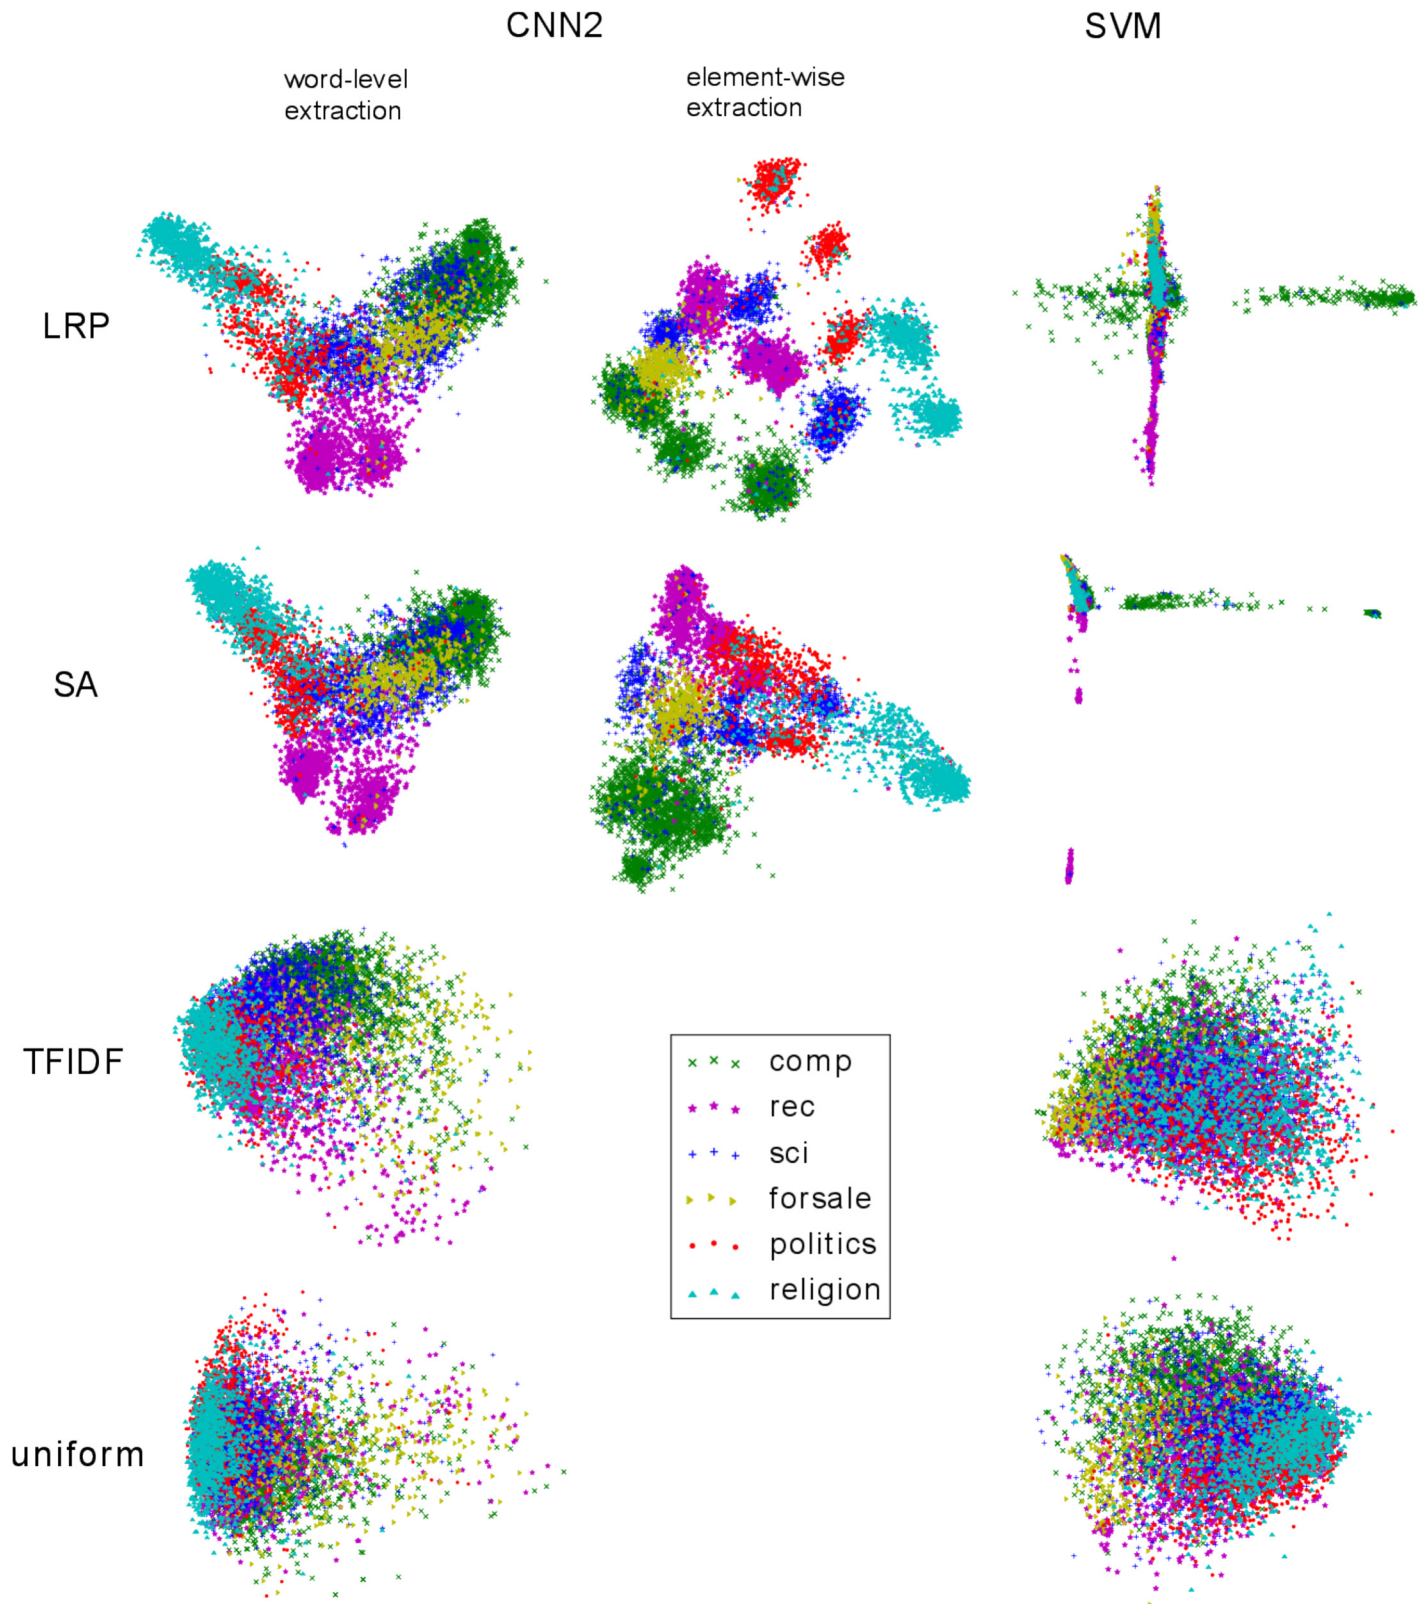 CNN2
SVM
word-level
extraction
element-wise
extraction
LRP
SA
TFIDF
comp
rec
sci
forsale
politics
religion
uniform